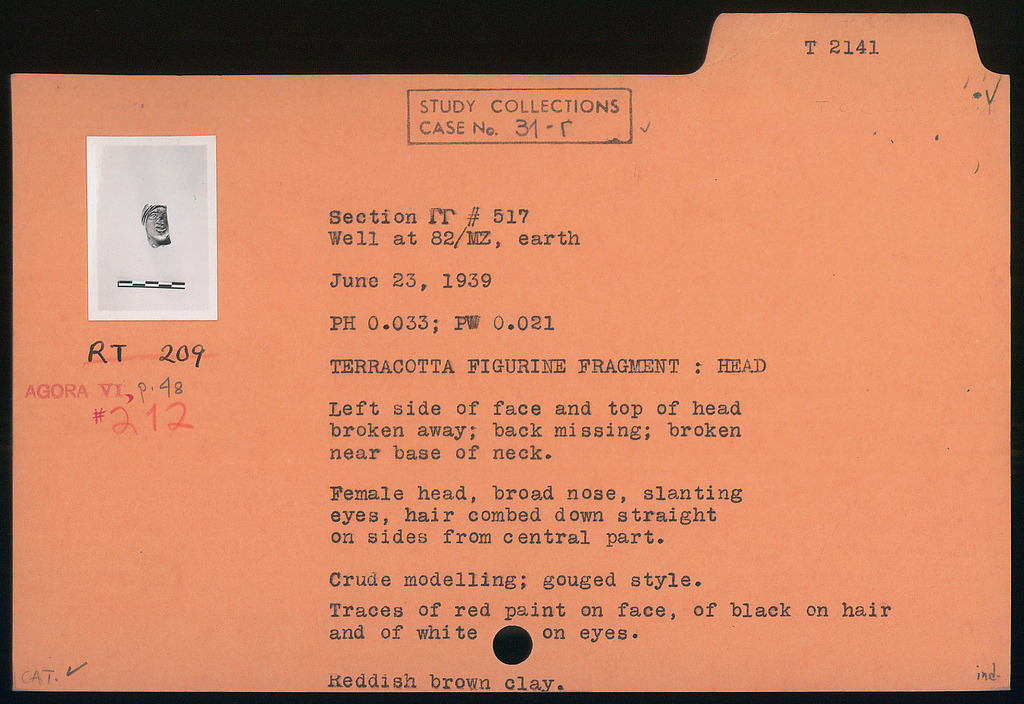 T 2141
STUDY COLLECTIONS
CASE No. 31-Γ ✓
Section ΓΓ # 517
Well at 82/MZ, earth
June 23, 1939
PH 0.033; PW 0.021
TERRACOTTA FIGURINE FRAGMENT : HEAD
Left side of face and top of head
broken away; back missing; broken
near base of neck.
Female head, broad nose, slanting
eyes, hair combed down straight
on sides from central part.
Crude modelling; gouged style.
Traces of red paint on face, of black on hair
and of white on eyes.
Reddish brown clay.
RT 209
AGORA VI, p. 48
#212
CAT. ✓
ind.